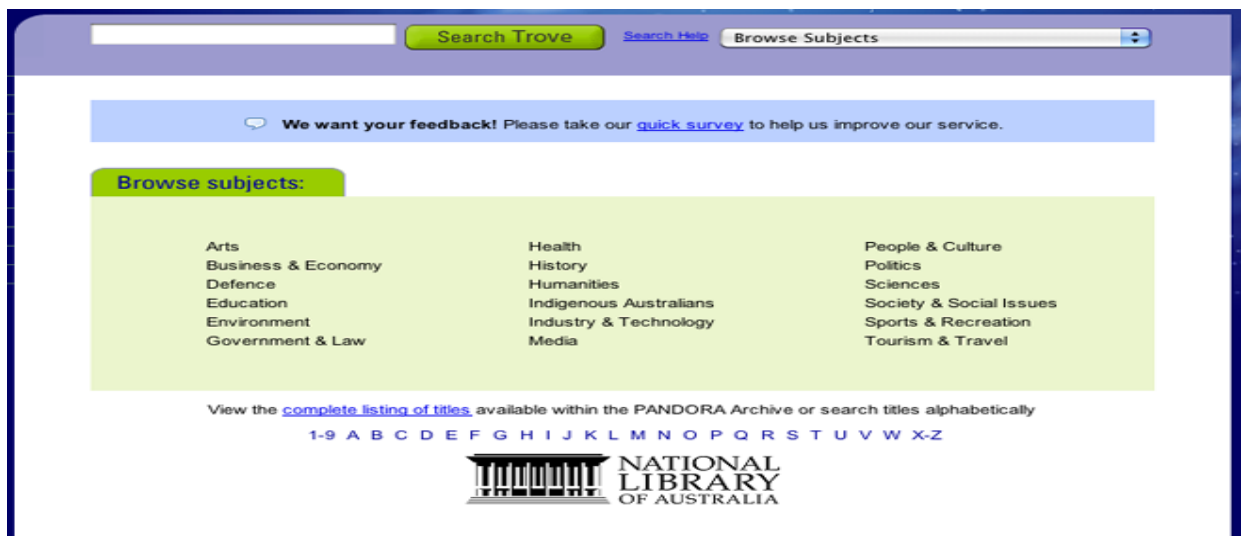 Search Trove Search Help Browse Subjects
We want your feedback! Please take our quick survey to help us improve our service.
Browse subjects:
Arts
Business & Economy
Defence
Education
Environment
Government & Law
Health
History
Humanities
Indigenous Australians
Industry & Technology
Media
People & Culture
Politics
Sciences
Society & Social Issues
Sports & Recreation
Tourism & Travel
View the complete listing of titles available within the PANDORA Archive or search titles alphabetically
1-9 A B C D E F G H I J K L M N O P Q R S T U V W X-Z
NATIONAL
LIBRARY
OF AUSTRALIA